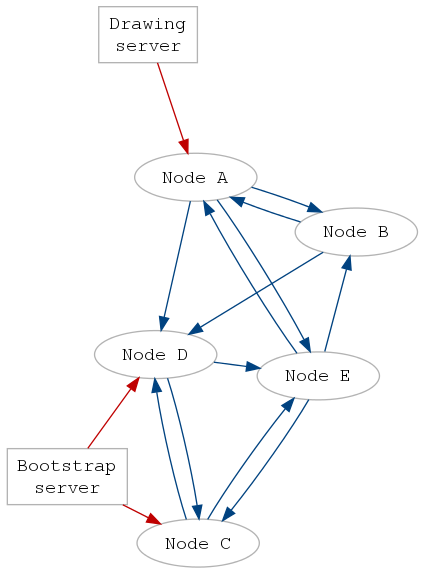 Drawing
server
Node A
Node B
Node D
Node E
Bootstrap
server
Node C